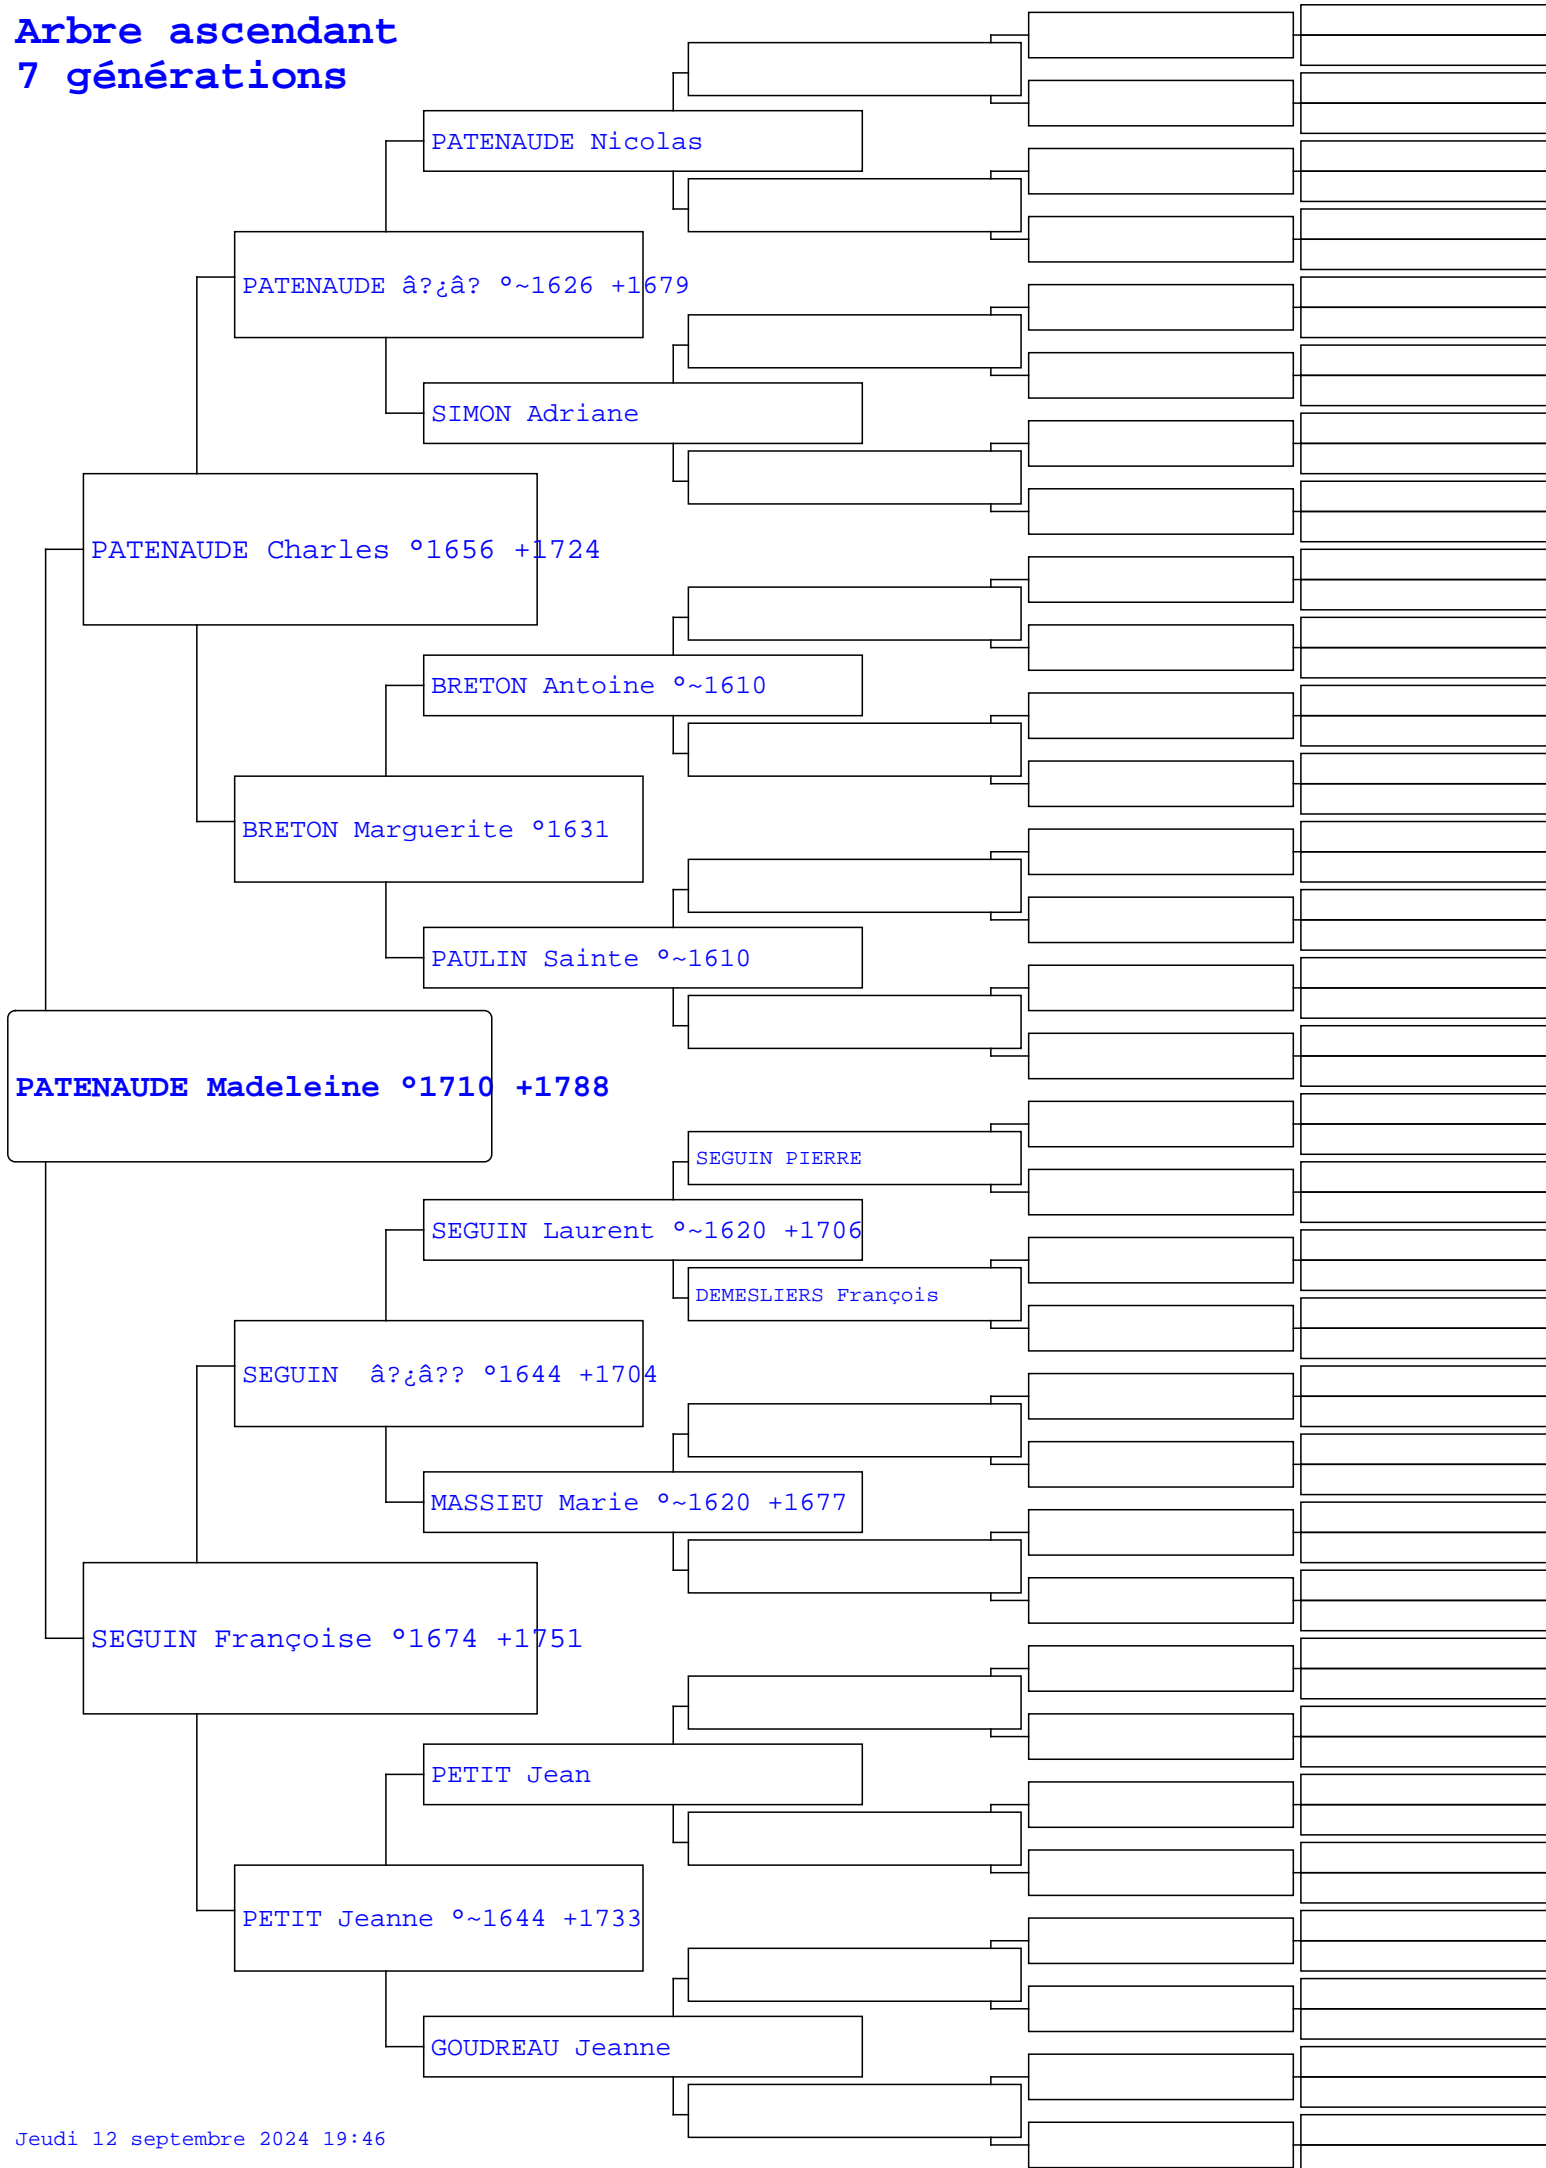 Arbre ascendant
7 générations
PATENAUDE Nicolas
PATENAUDE â?¿â? °~1626 +1679
SIMON Adriane
PATENAUDE Charles °1656 +1724
BRETON Antoine °~1610
BRETON Marguerite °1631
PAULIN Sainte °~1610
PATENAUDE Madeleine °1710 +1788
SEGUIN PIERRE
SEGUIN Laurent °~1620 +1706
DEMESLIERS François
SEGUIN  â?¿â?? °1644 +1704
MASSIEU Marie °~1620 +1677
SEGUIN Françoise °1674 +1751
PETIT Jean
PETIT Jeanne °~1644 +1733
GOUDREAU Jeanne
Jeudi 12 septembre 2024 19:46